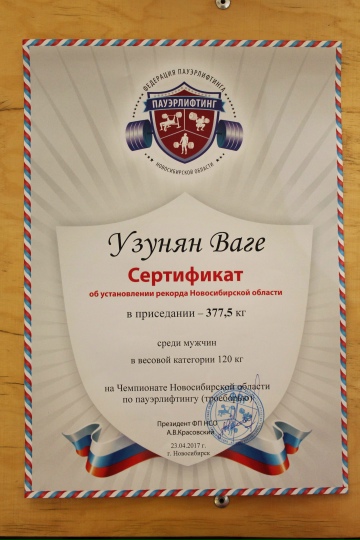 ФЕДЕРАЦИЯ ПАУЭРЛИФТИНГА
ПАУЭРЛИФТИНГ
НОВОСИБИРСКОЙ ОБЛАСТИ
Узунян Ваге
Сертификат
об установлении рекорда Новосибирской области
в приседании – 377,5 кг
среди мужчин
в весовой категории 120 кг
на Чемпионате Новосибирской области
по пауэрлифтингу (троеборью)
Президент ФП НСО
А.В.Красовский
23.04.2017 г.
г. Новосибирск